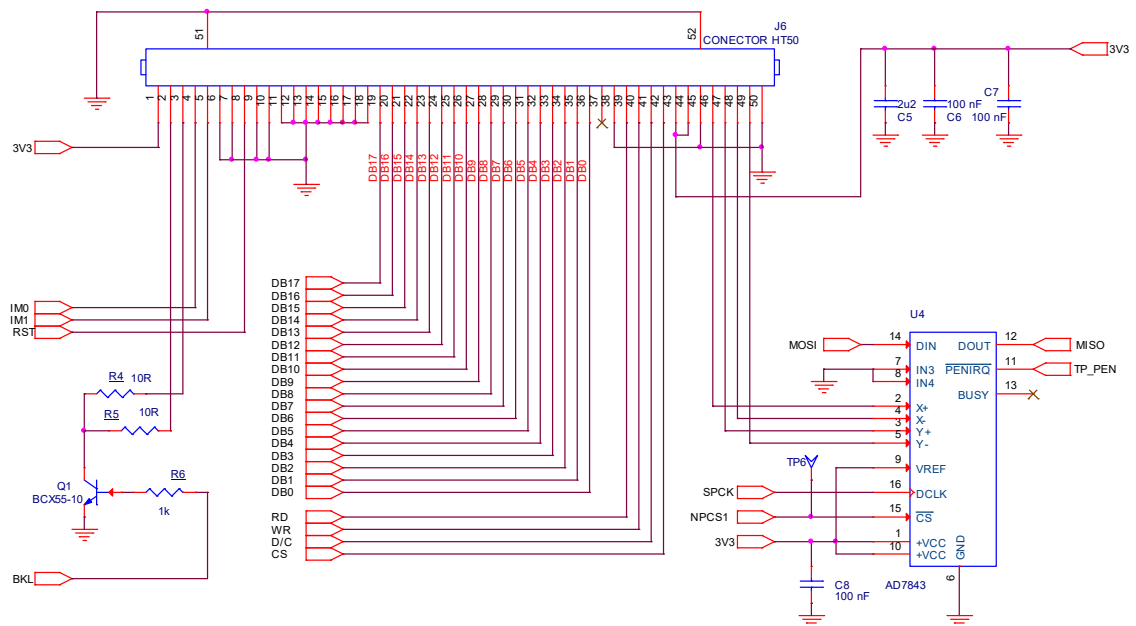 J6
CONECTOR HT50
51
52
3V3
1
2
3
4
5
6
7
8
9
10
11
12
13
14
15
16
17
18
19
20
21
22
23
24
25
26
27
28
29
30
31
32
33
34
35
36
37
38
39
40
41
42
43
44
45
46
47
48
49
50
2u2
C5
100 nF
C6
C7
100 nF
3V3
DB17
DB16
DB15
DB14
DB13
DB12
DB11
DB10
DB9
DB8
DB7
DB6
DB5
DB4
DB3
DB2
DB1
DB0
DB17
DB16
DB15
DB14
DB13
DB12
DB11
DB10
DB9
DB8
DB7
DB6
DB5
DB4
DB3
DB2
DB1
DB0
RD
WR
D/C
CS
IM0
IM1
RST
R4 10R
R5 10R
Q1
BCX55-10
R6
1k
BKL
U4
MOSI
14 DIN
7 IN3
8 IN4
2 X+
4 X-
3 Y+
5 Y-
9 VREF
16 DCLK
15 CS
1 +VCC
10 +VCC
DOUT 12
MISO
PENIRQ 11
TP_PEN
BUSY 13
TP6
SPCK
NPCS1
3V3
GND
6
C8
100 nF
AD7843